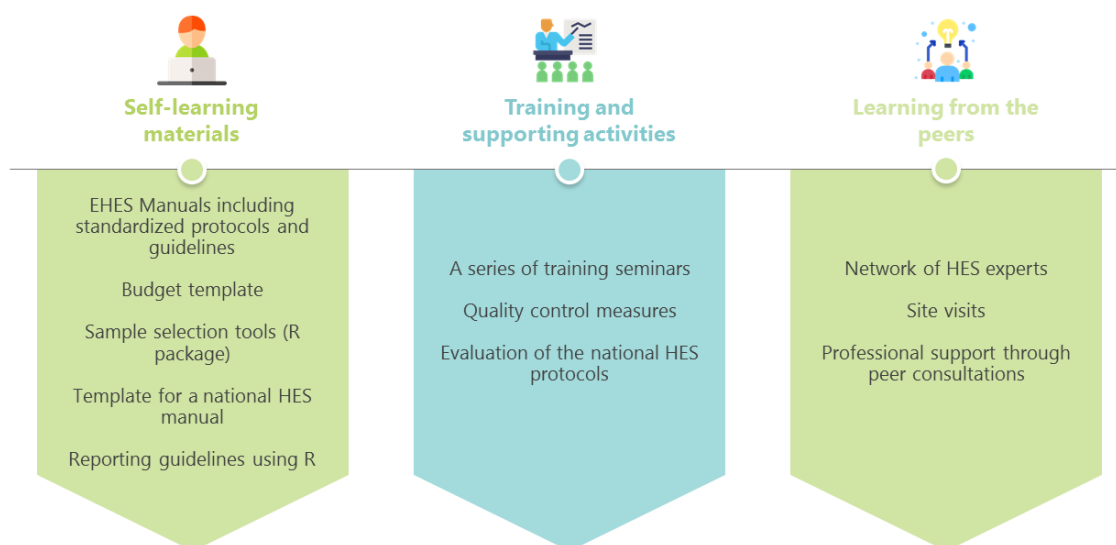 Self-learning
materials
EHES Manuals including
standardized protocols and
guidelines
Budget template
Sample selection tools (R
package)
Template for a national HES
manual
Reporting guidelines using R
Training and
supporting activities
A series of training seminars
Quality control measures
Evaluation of the national HES
protocols
Learning from the
peers
Network of HES experts
Site visits
Professional support through
peer consultations